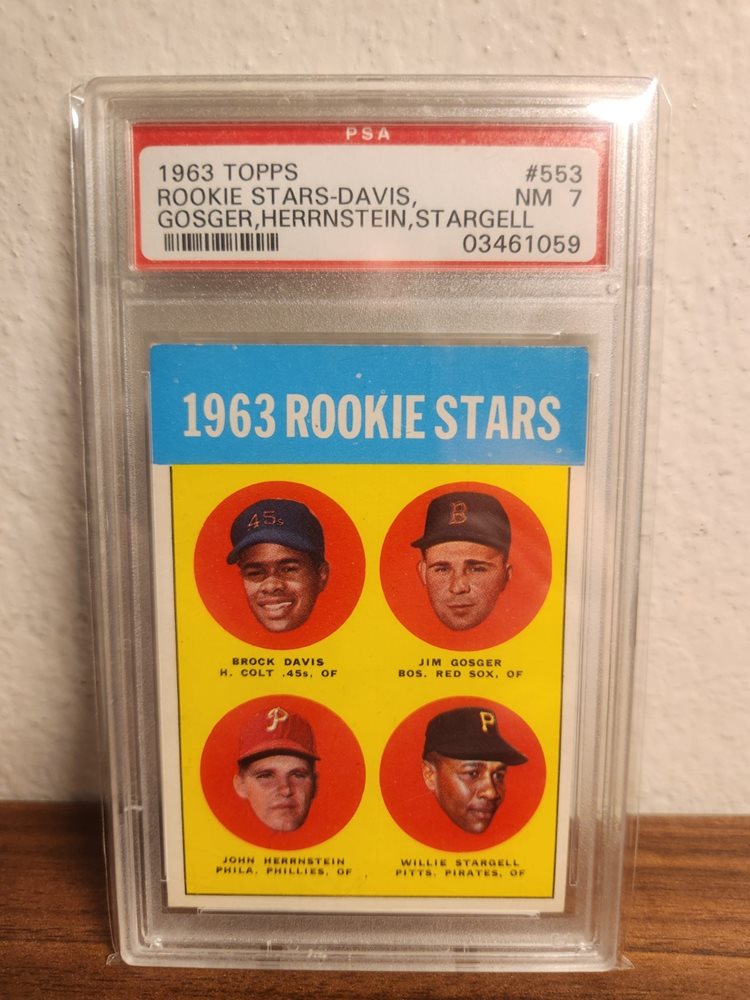 PSA
1963 TOPPS #553
ROOKIE STARS-DAVIS, NM 7
GOSGER,HERRNSTEIN,STARGELL
03461059
1963 ROOKIE STARS
45s
B
BROCK DAVIS
H. COLT .45s, OF
JIM GOSGER
BOS. RED SOX, OF
P
P
JOHN HERRNSTEIN
PHILA. PHILLIES, OF
WILLIE STARGELL
PITTS. PIRATES, OF